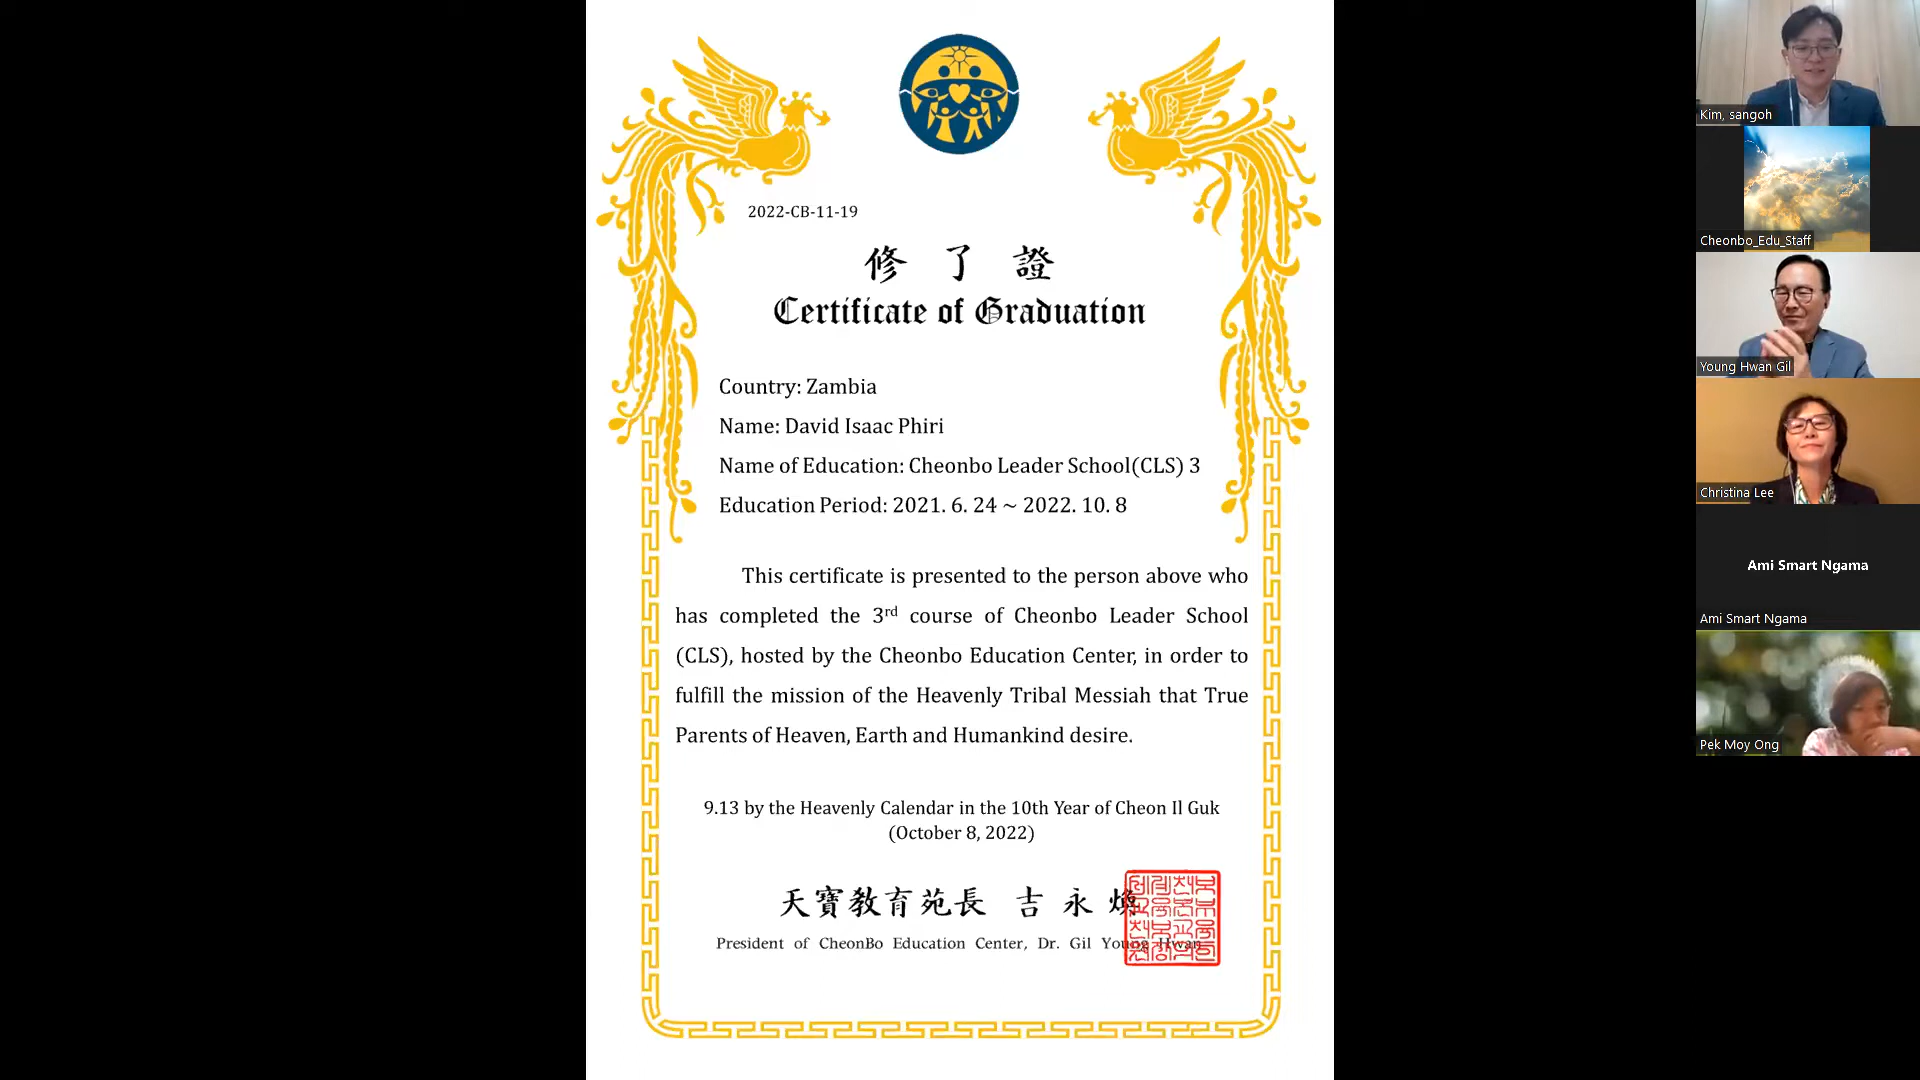 2022-CB-11-19
修 了 證
Certificate of Graduation
Country: Zambia
Name: David Isaac Phiri
Name of Education: Cheonbo Leader School(CLS) 3
Education Period: 2021. 6. 24 ~ 2022. 10. 8
This certificate is presented to the person above who
has completed the 3rd course of Cheonbo Leader School
(CLS), hosted by the Cheonbo Education Center, in order to
fulfill the mission of the Heavenly Tribal Messiah that True
Parents of Heaven, Earth and Humankind desire.
9.13 by the Heavenly Calendar in the 10th Year of Cheon Il Guk
(October 8, 2022)
天寶教育苑長 吉 永 煥
President of CheonBo Education Center, Dr. Gil Young Hwan
Kim, sangoh
Cheonbo_Edu_Staff
Young Hwan Gil
Christina Lee
Ami Smart Ngama
Ami Smart Ngama
Pek Moy Ong